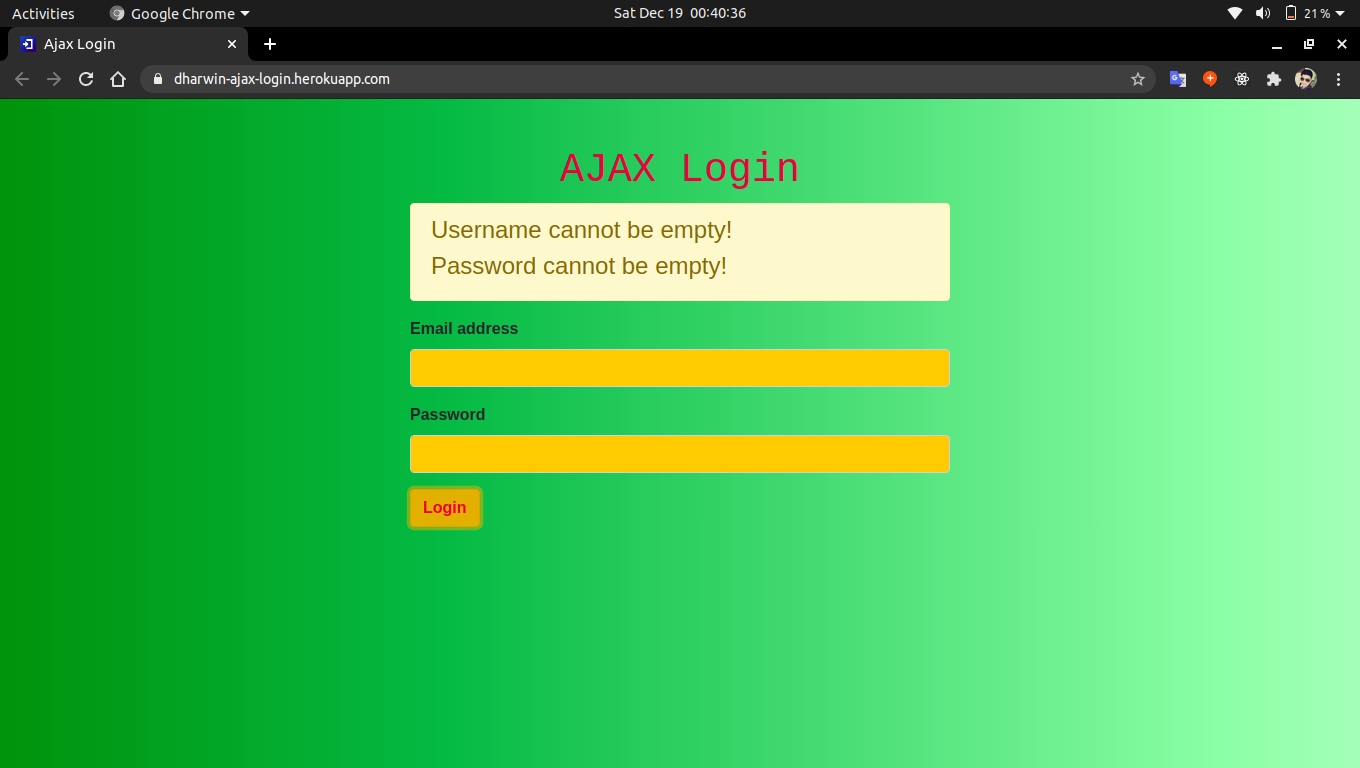 Activities Google Chrome Sat Dec 19 00:40:36 21 %
Ajax Login
dharwin-ajax-login.herokuapp.com
AJAX Login
Username cannot be empty!
Password cannot be empty!
Email address
Password
Login